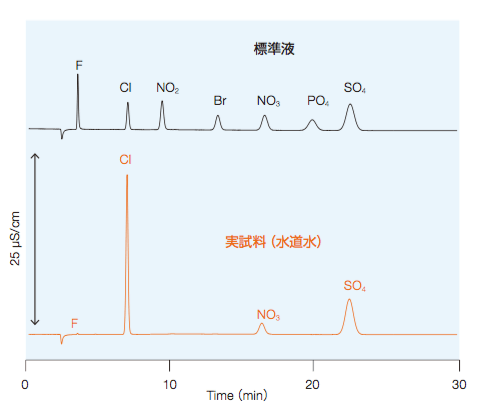 標準液
F
Cl
NO₂
Br
NO₃
PO₄
SO₄
25 µS/cm
Cl
実試料（水道水）
F
NO₃
SO₄
0
10
20
30
Time (min)